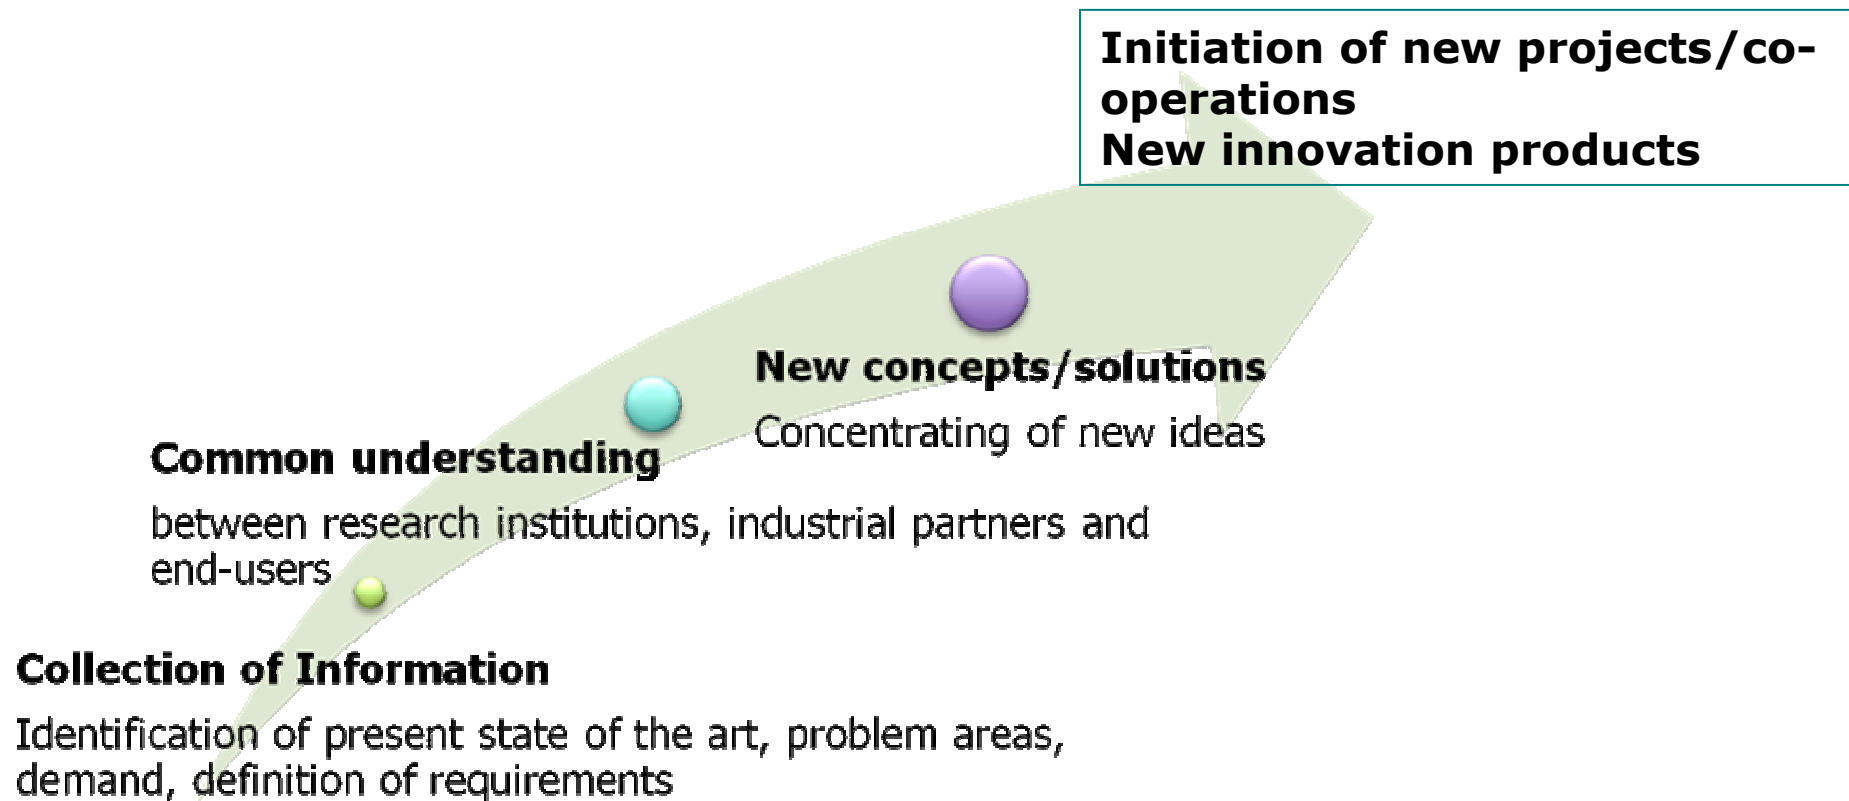 Initiation of new projects/co-
operations
New innovation products
New concepts/solutions
Concentrating of new ideas
Common understanding
between research institutions, industrial partners and
end-users
Collection of Information
Identification of present state of the art, problem areas,
demand, definition of requirements